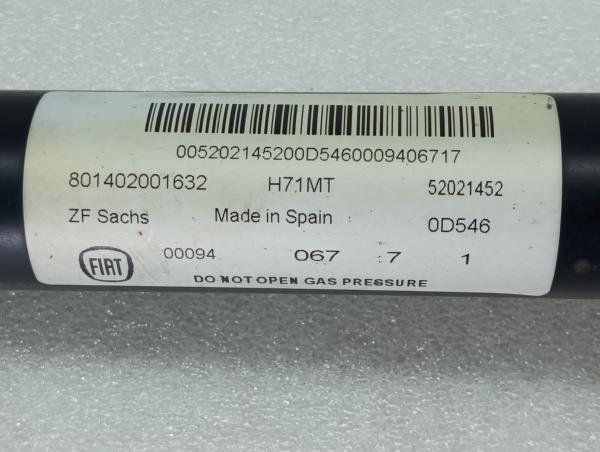 005202145200D5460009406717
801402001632 H71MT 52021452
ZF Sachs Made in Spain 0D546
FIAT 00094 067 7 1
DO NOT OPEN GAS PRESSURE